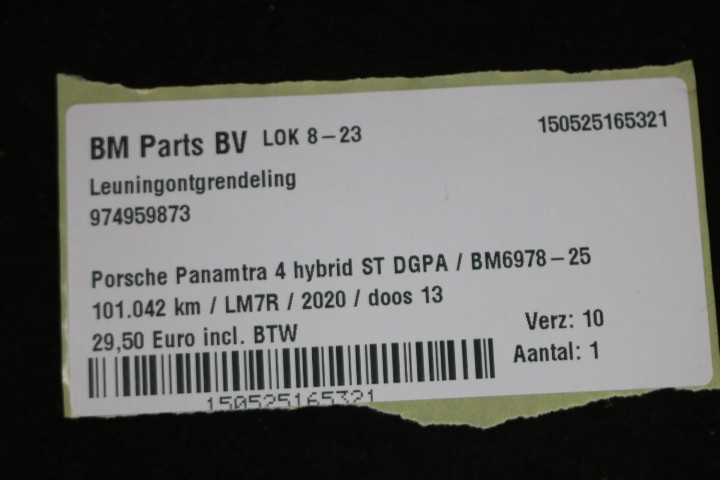 BM Parts BV LOK 8-23
150525165321
Leuningontgrendeling
974959873
Porsche Panamtra 4 hybrid ST DGPA / BM6978-25
101.042 km / LM7R / 2020 / doos 13
29,50 Euro incl. BTW
Verz: 10
Aantal: 1
150525165321